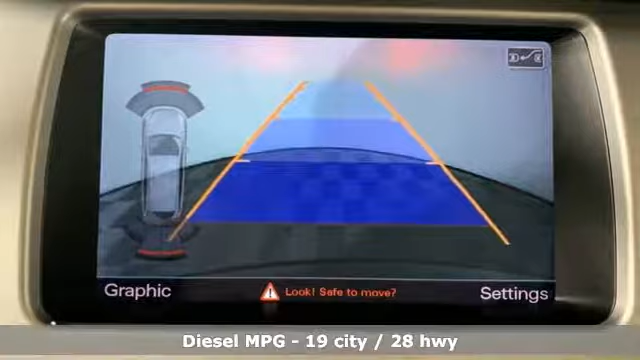 Graphic
Look! Safe to move?
Settings
Diesel MPG - 19 city / 28 hwy